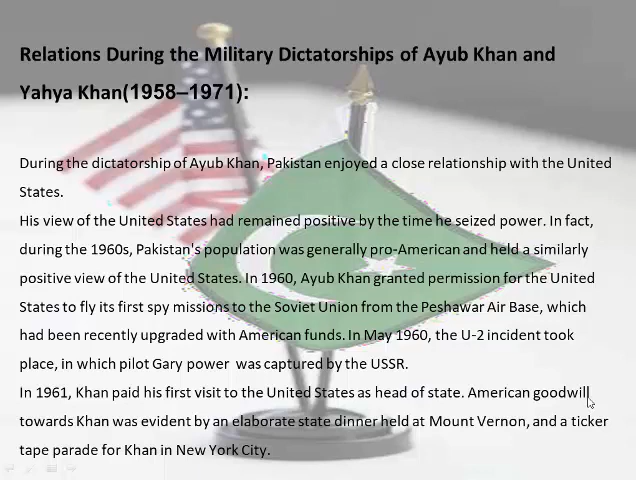 Relations During the Military Dictatorships of Ayub Khan and
Yahya Khan(1958–1971):
During the dictatorship of Ayub Khan, Pakistan enjoyed a close relationship with the United
States.
His view of the United States had remained positive by the time he seized power. In fact,
during the 1960s, Pakistan's population was generally pro-American and held a similarly
positive view of the United States. In 1960, Ayub Khan granted permission for the United
States to fly its first spy missions to the Soviet Union from the Peshawar Air Base, which
had been recently upgraded with American funds. In May 1960, the U-2 incident took
place, in which pilot Gary power was captured by the USSR.
In 1961, Khan paid his first visit to the United States as head of state. American goodwill
towards Khan was evident by an elaborate state dinner held at Mount Vernon, and a ticker
tape parade for Khan in New York City.